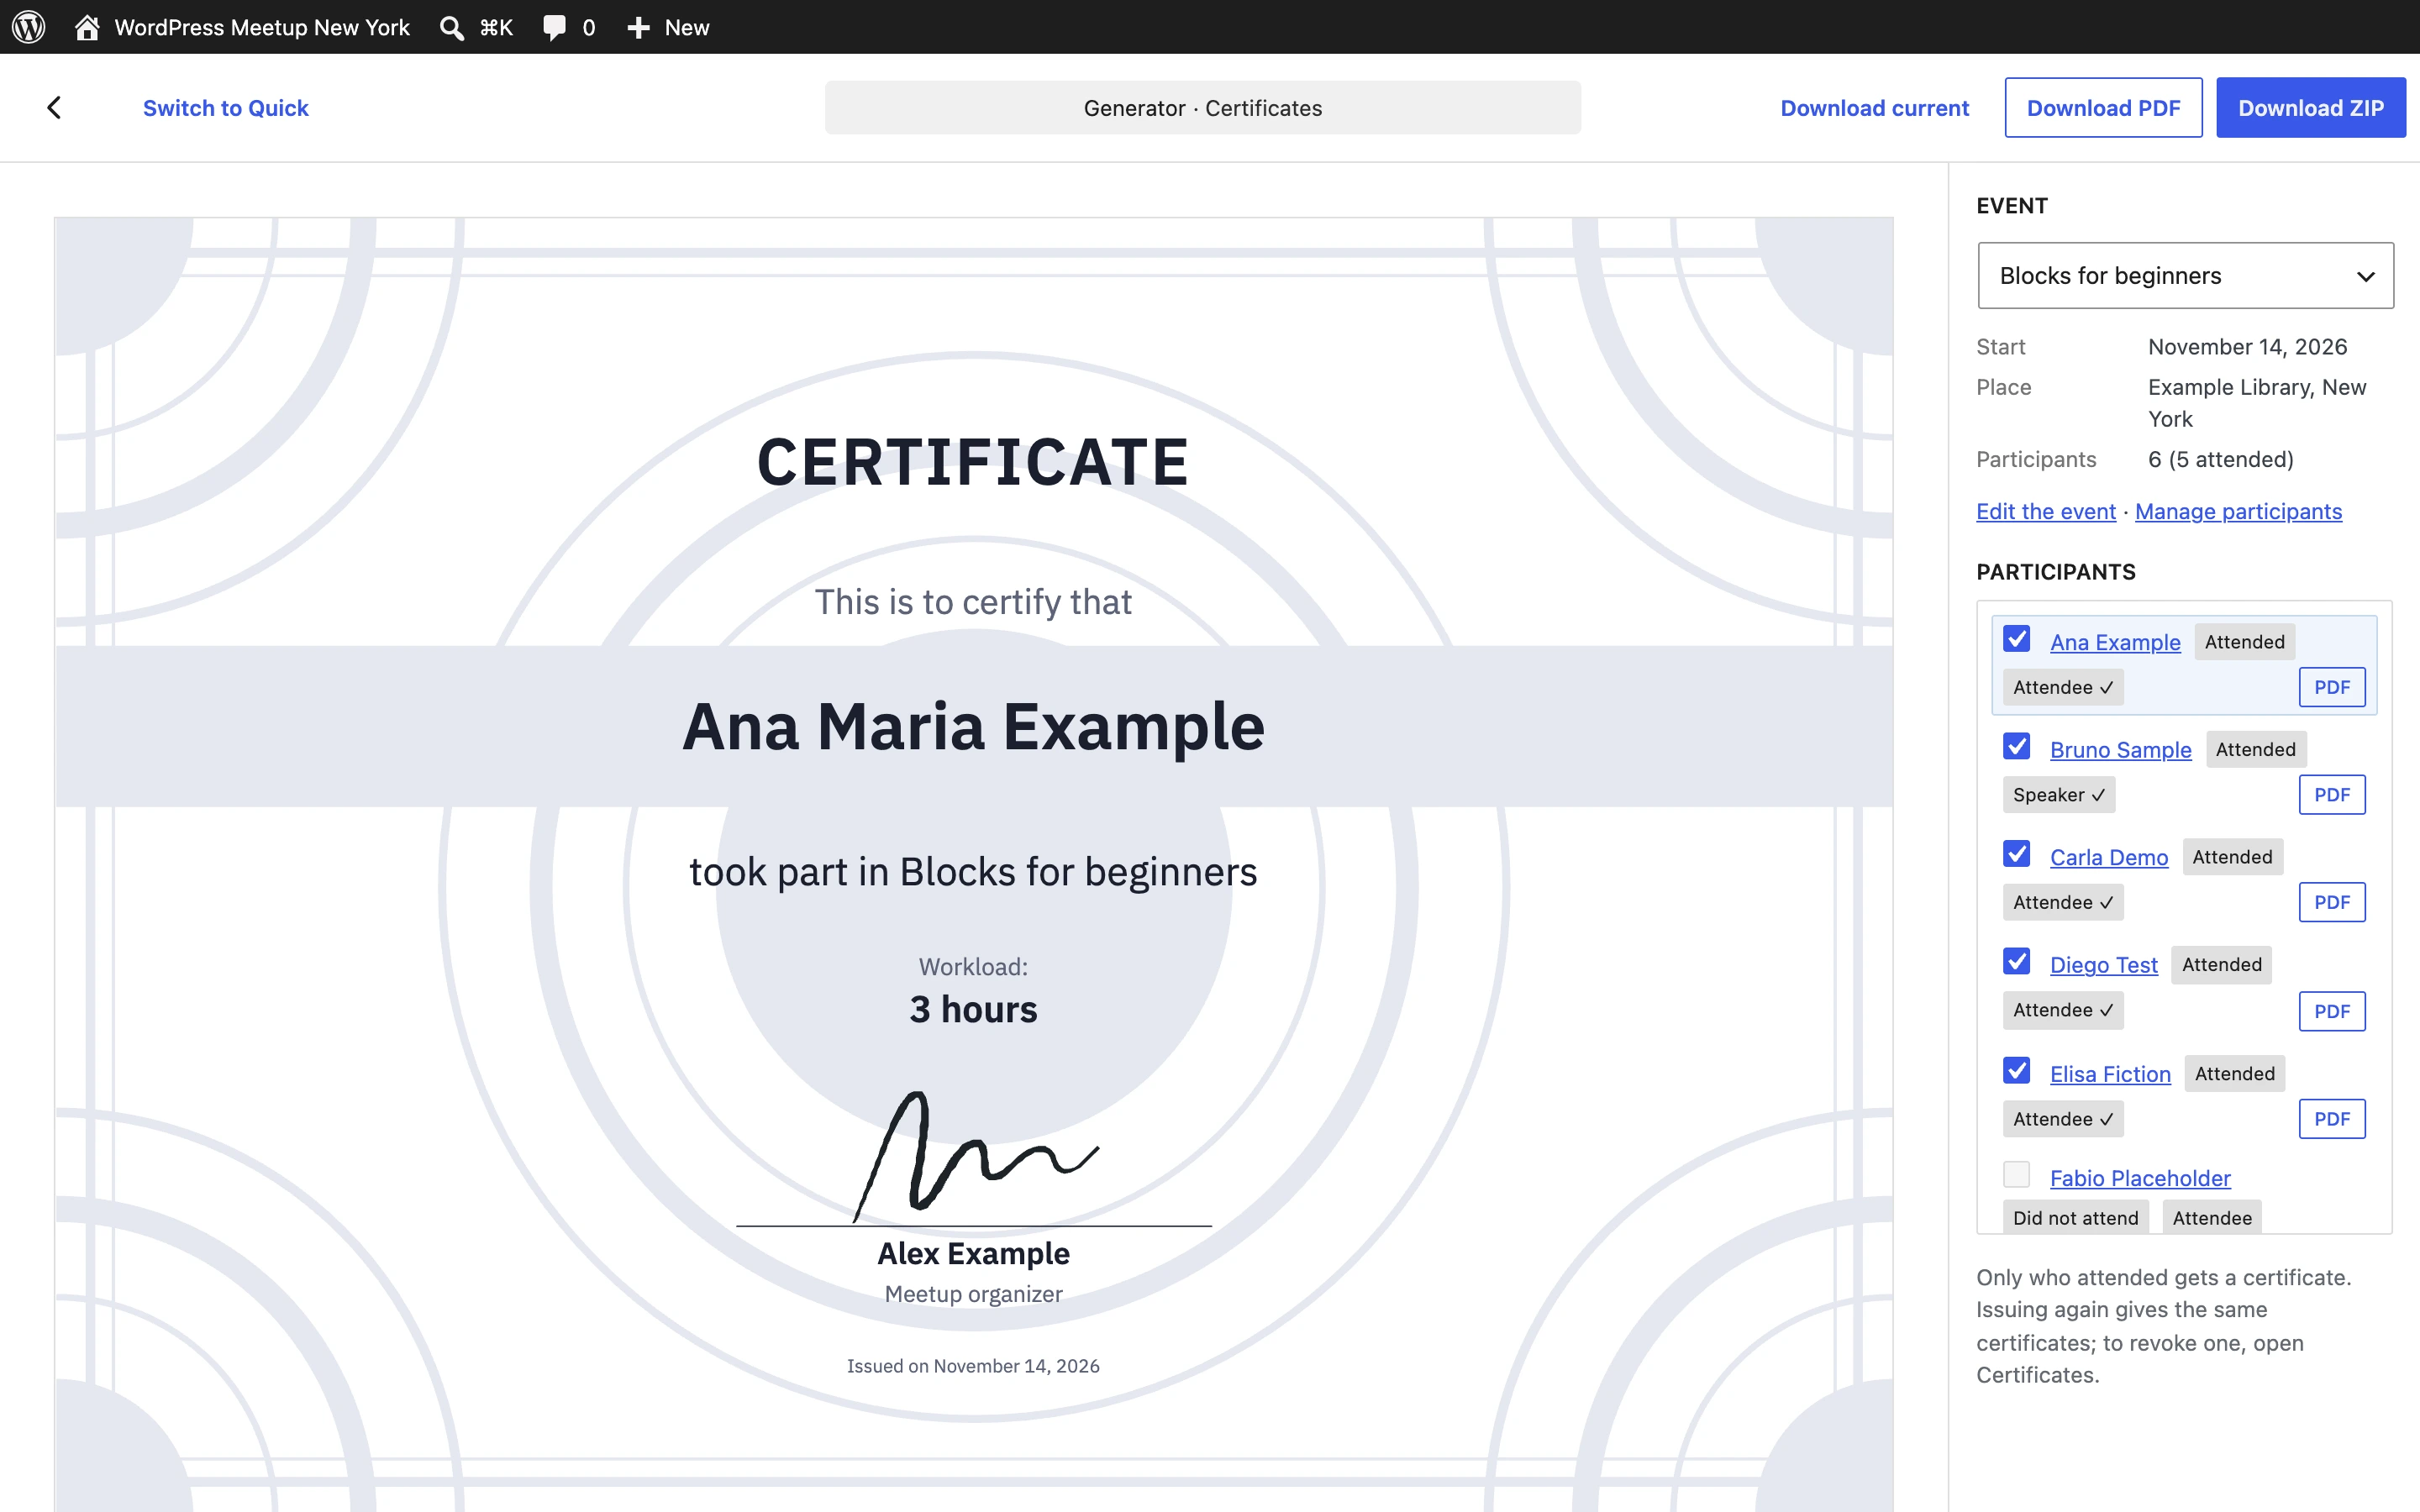 WordPress Meetup New York ⌘K 0 New
Switch to Quick
Generator · Certificates
Download current
Download PDF
Download ZIP
CERTIFICATE
This is to certify that
Ana Maria Example
took part in Blocks for beginners
Workload:
3 hours
Alex Example
Meetup organizer
Issued on November 14, 2026
EVENT
Blocks for beginners
Start November 14, 2026
Place Example Library, New
York
Participants 6 (5 attended)
Edit the event · Manage participants
PARTICIPANTS
Ana Example Attended
Attendee ✓ PDF
Bruno Sample Attended
Speaker ✓ PDF
Carla Demo Attended
Attendee ✓ PDF
Diego Test Attended
Attendee ✓ PDF
Elisa Fiction Attended
Attendee ✓ PDF
Fabio Placeholder
Did not attend Attendee
Only who attended gets a certificate.
Issuing again gives the same
certificates; to revoke one, open
Certificates.